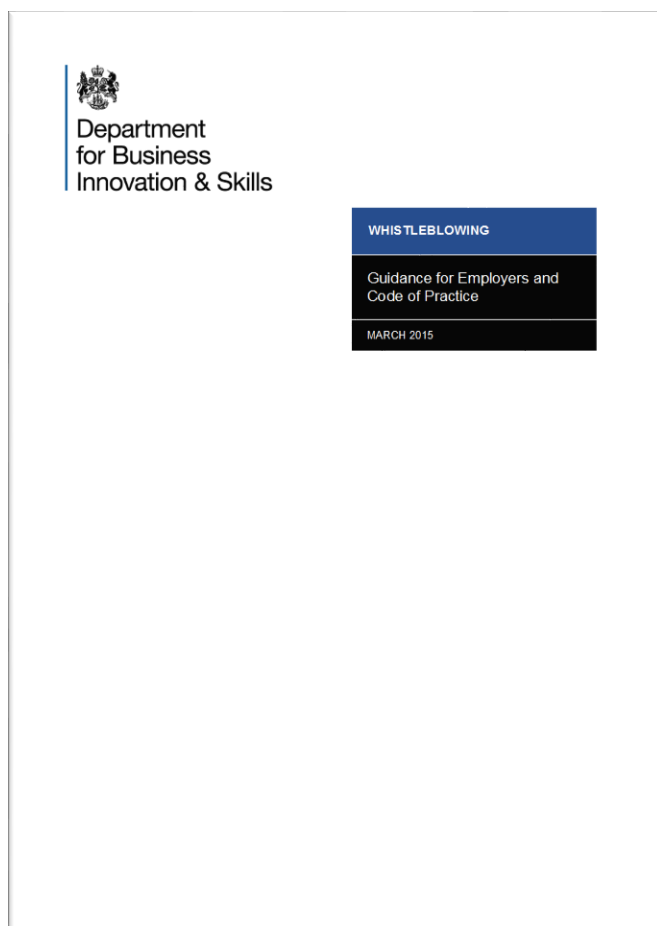 Department
for Business
Innovation & Skills
WHISTLEBLOWING
Guidance for Employers and
Code of Practice
MARCH 2015